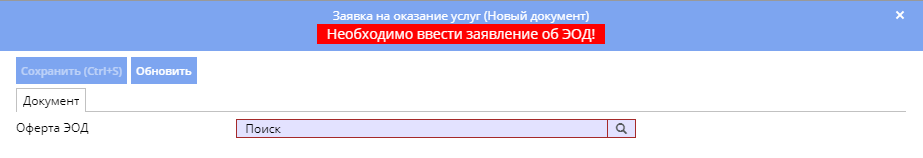 Заявка на оказание услуг (Новый документ)
Необходимо ввести заявление об ЭОД!
Сохранить (Ctrl+S) Обновить
Документ
Оферта ЭОД Поиск